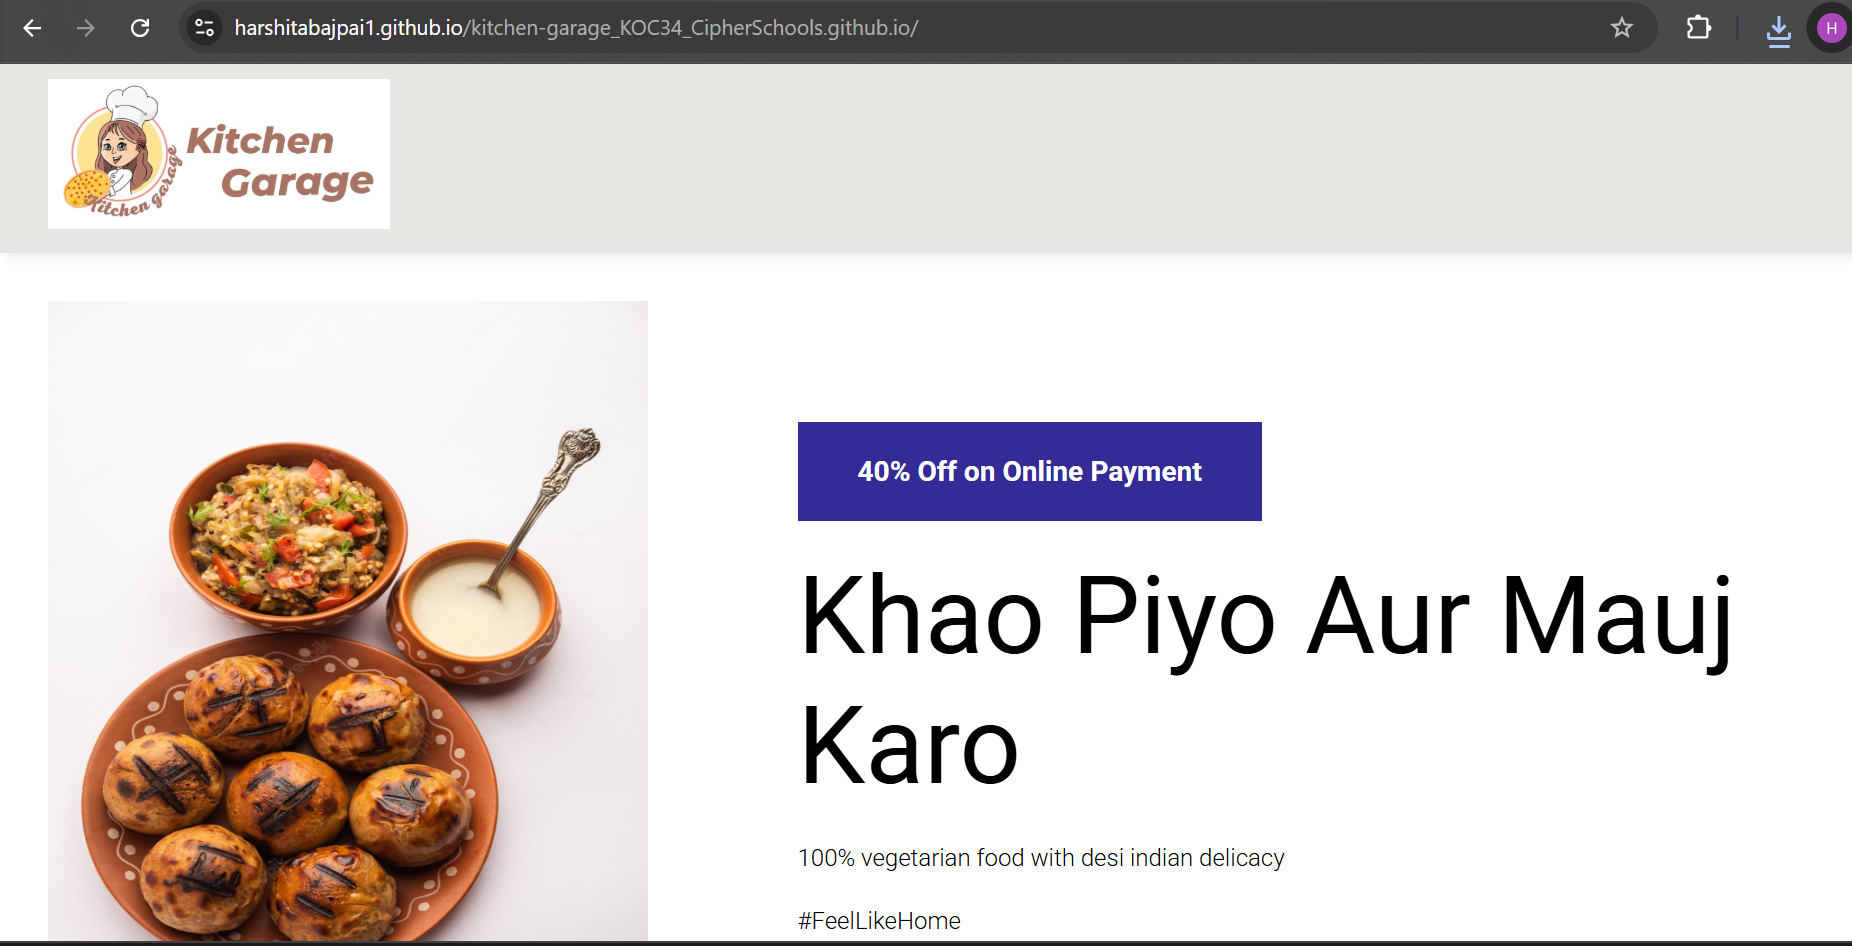 harshitabajpai1.github.io/kitchen-garage_KOC34_CipherSchools.github.io/
H
Kitchen
Garage
Kitchen garage
40% Off on Online Payment
Khao Piyo Aur Mauj
Karo
100% vegetarian food with desi indian delicacy
#FeelLikeHome